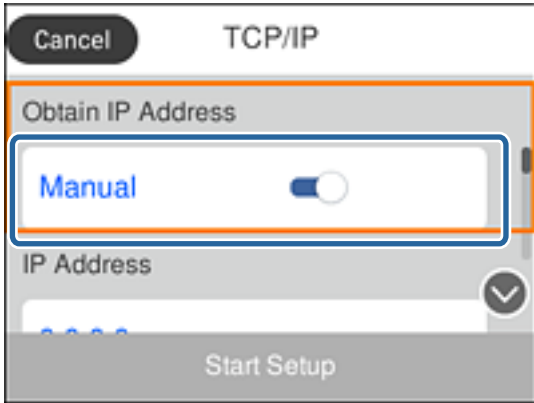 Cancel
TCP/IP
Obtain IP Address
Manual
IP Address
Start Setup